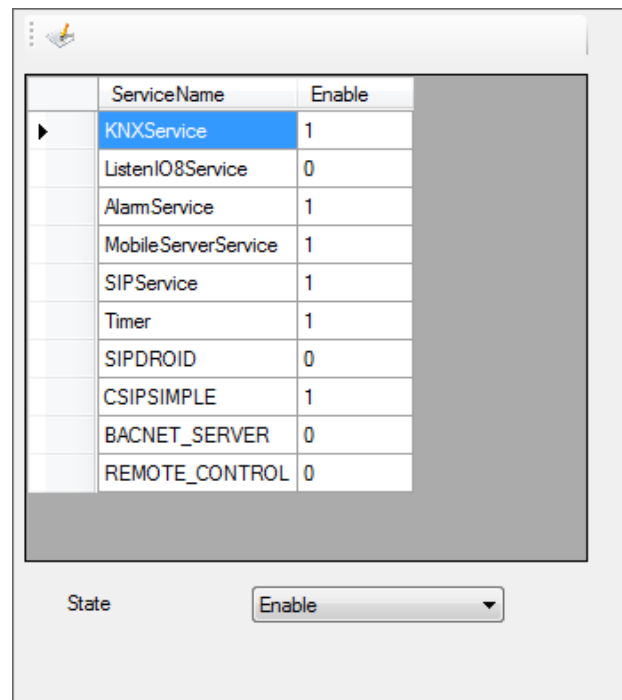 ServiceName Enable
KNXService 1
ListenIO8Service 0
AlarmService 1
MobileServerService 1
SIPService 1
Timer 1
SIPDROID 0
CSIPSIMPLE 1
BACNET_SERVER 0
REMOTE_CONTROL 0
State Enable